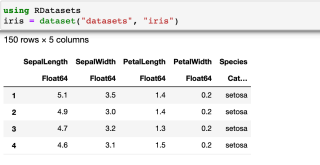 using RDatasets
iris = dataset("datasets", "iris")
150 rows × 5 columns
SepalLength SepalWidth PetalLength PetalWidth Species
Float64 Float64 Float64 Float64 Cat…
1 5.1 3.5 1.4 0.2 setosa
2 4.9 3.0 1.4 0.2 setosa
3 4.7 3.2 1.3 0.2 setosa
4 4.6 3.1 1.5 0.2 setosa